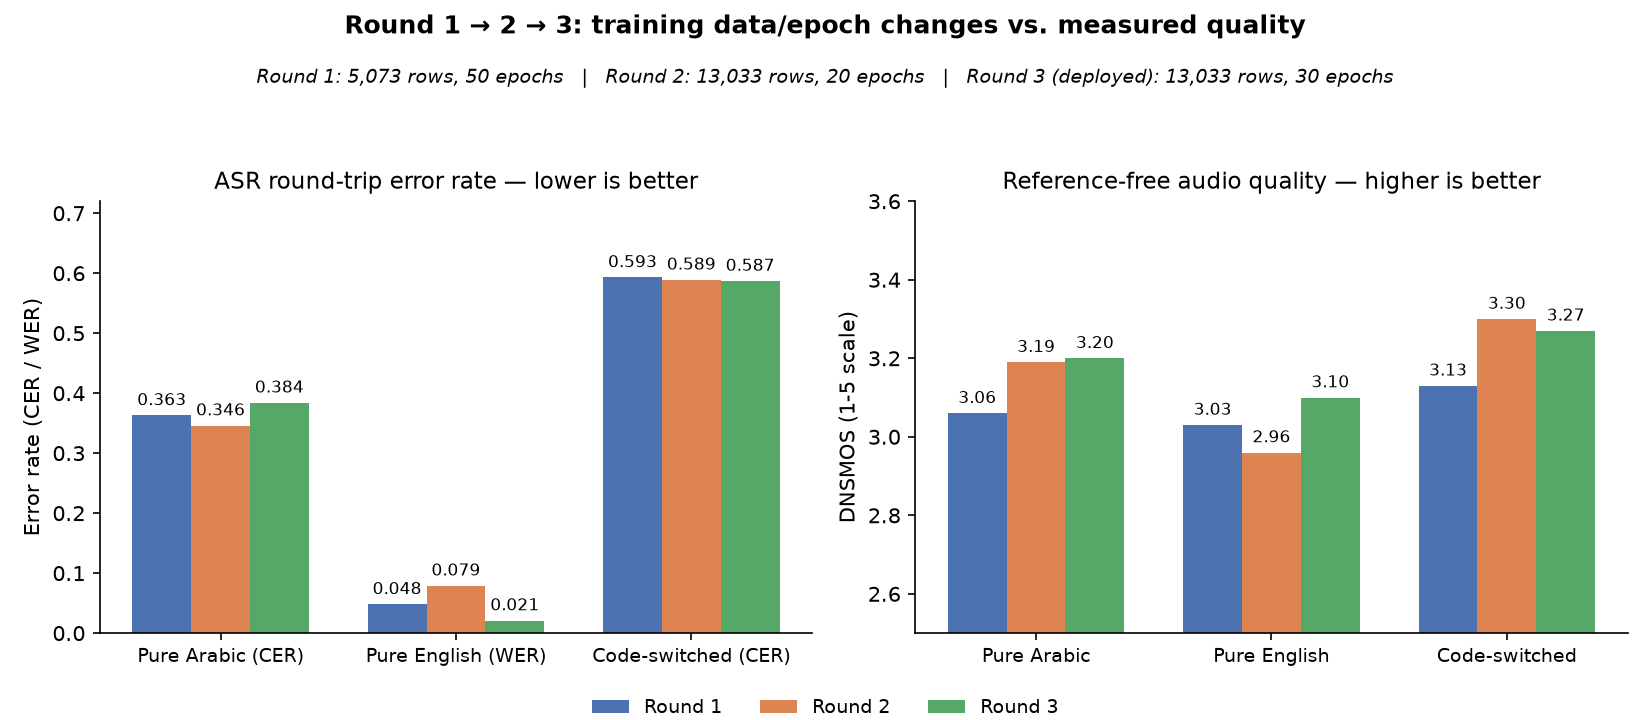 Round 1 → 2 → 3: training data/epoch changes vs. measured quality
Round 1: 5,073 rows, 50 epochs | Round 2: 13,033 rows, 20 epochs | Round 3 (deployed): 13,033 rows, 30 epochs
ASR round-trip error rate — lower is better
Error rate (CER / WER)
0.7
0.6
0.5
0.4
0.3
0.2
0.1
0.0
0.363 0.346 0.384
0.048 0.079 0.021
0.593 0.589 0.587
Pure Arabic (CER) Pure English (WER) Code-switched (CER)
Reference-free audio quality — higher is better
DNSMOS (1-5 scale)
3.6
3.4
3.2
3.0
2.8
2.6
3.06 3.19 3.20
3.03 2.96 3.10
3.13 3.30 3.27
Pure Arabic Pure English Code-switched
Round 1 Round 2 Round 3